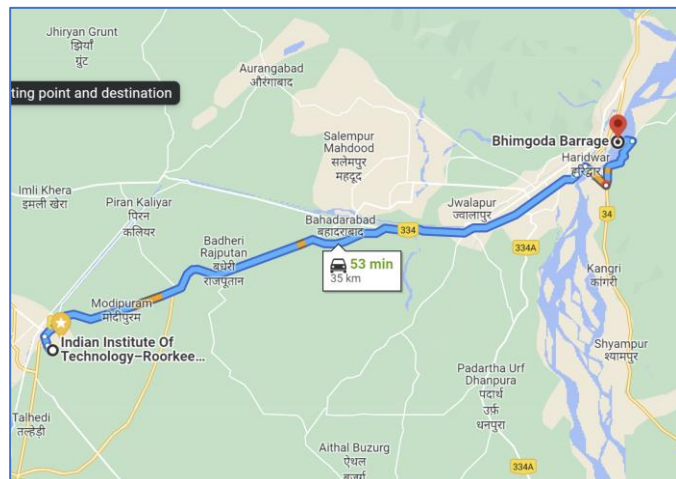 Jhiryan Grunt
झिर्यां
ग्रुंट
Aurangabad
औरंगाबाद
ting point and destination
Salempur
Mahdood
सलेमपुर
महदूद
Bhimgoda Barrage
Haridwar
हरिद्वार
Imli Khera
इमली खेरा
Piran Kaliyar
पिरन
कलियर
Jwalapur
ज्वालापुर
Bahadarabad
बहादराबाद
334
34
Badheri
Rajputan
बधेरी
राजपूतान
334A
53 min
35 km
Kangri
कांगरी
Modipuram
मोदीपुरम
Indian Institute Of
Technology–Roorkee...
Shyampur
श्यामपुर
Padartha Urf
Dhanpura
पदार्थ
उर्फ़
धनपुरा
Talhedi
तल्हेड़ी
Aithal Buzurg
ऐथल
बुजुर्ग
334A